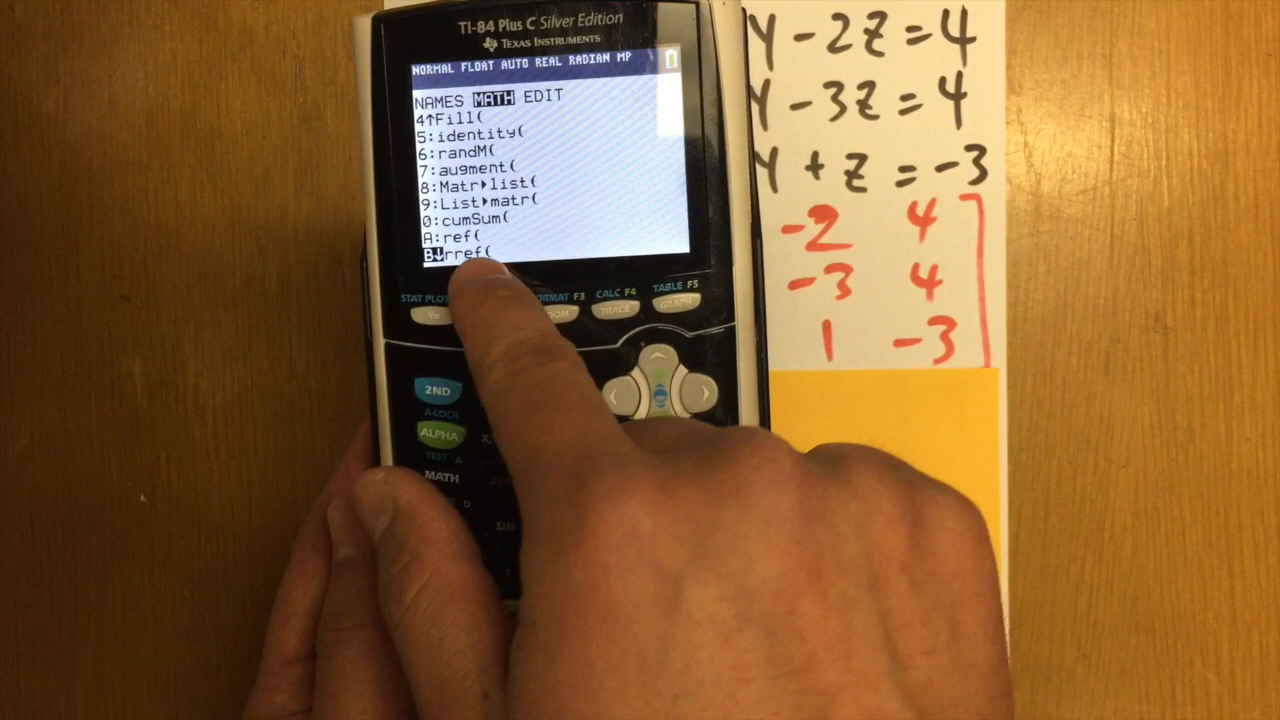 TI-84 Plus C Silver Edition
TEXAS INSTRUMENTS
NORMAL FLOAT AUTO REAL RADIAN MP
NAMES MATH EDIT
4↑Fill(
5:identity(
6:randM(
7:augment(
8:Matr▸list(
9:List▸matr(
0:cumSum(
A:ref(
B↓rref(
STAT PLOT
F3
CALC F4
TABLE F5
Y=
TRACE
GRAPH
2ND
A-LOCK
ALPHA
TEST A
MATH
D
SIN
Y - 2Z = 4
Y - 3Z = 4
Y + Z = -3
-2 4
-3 4
1 -3